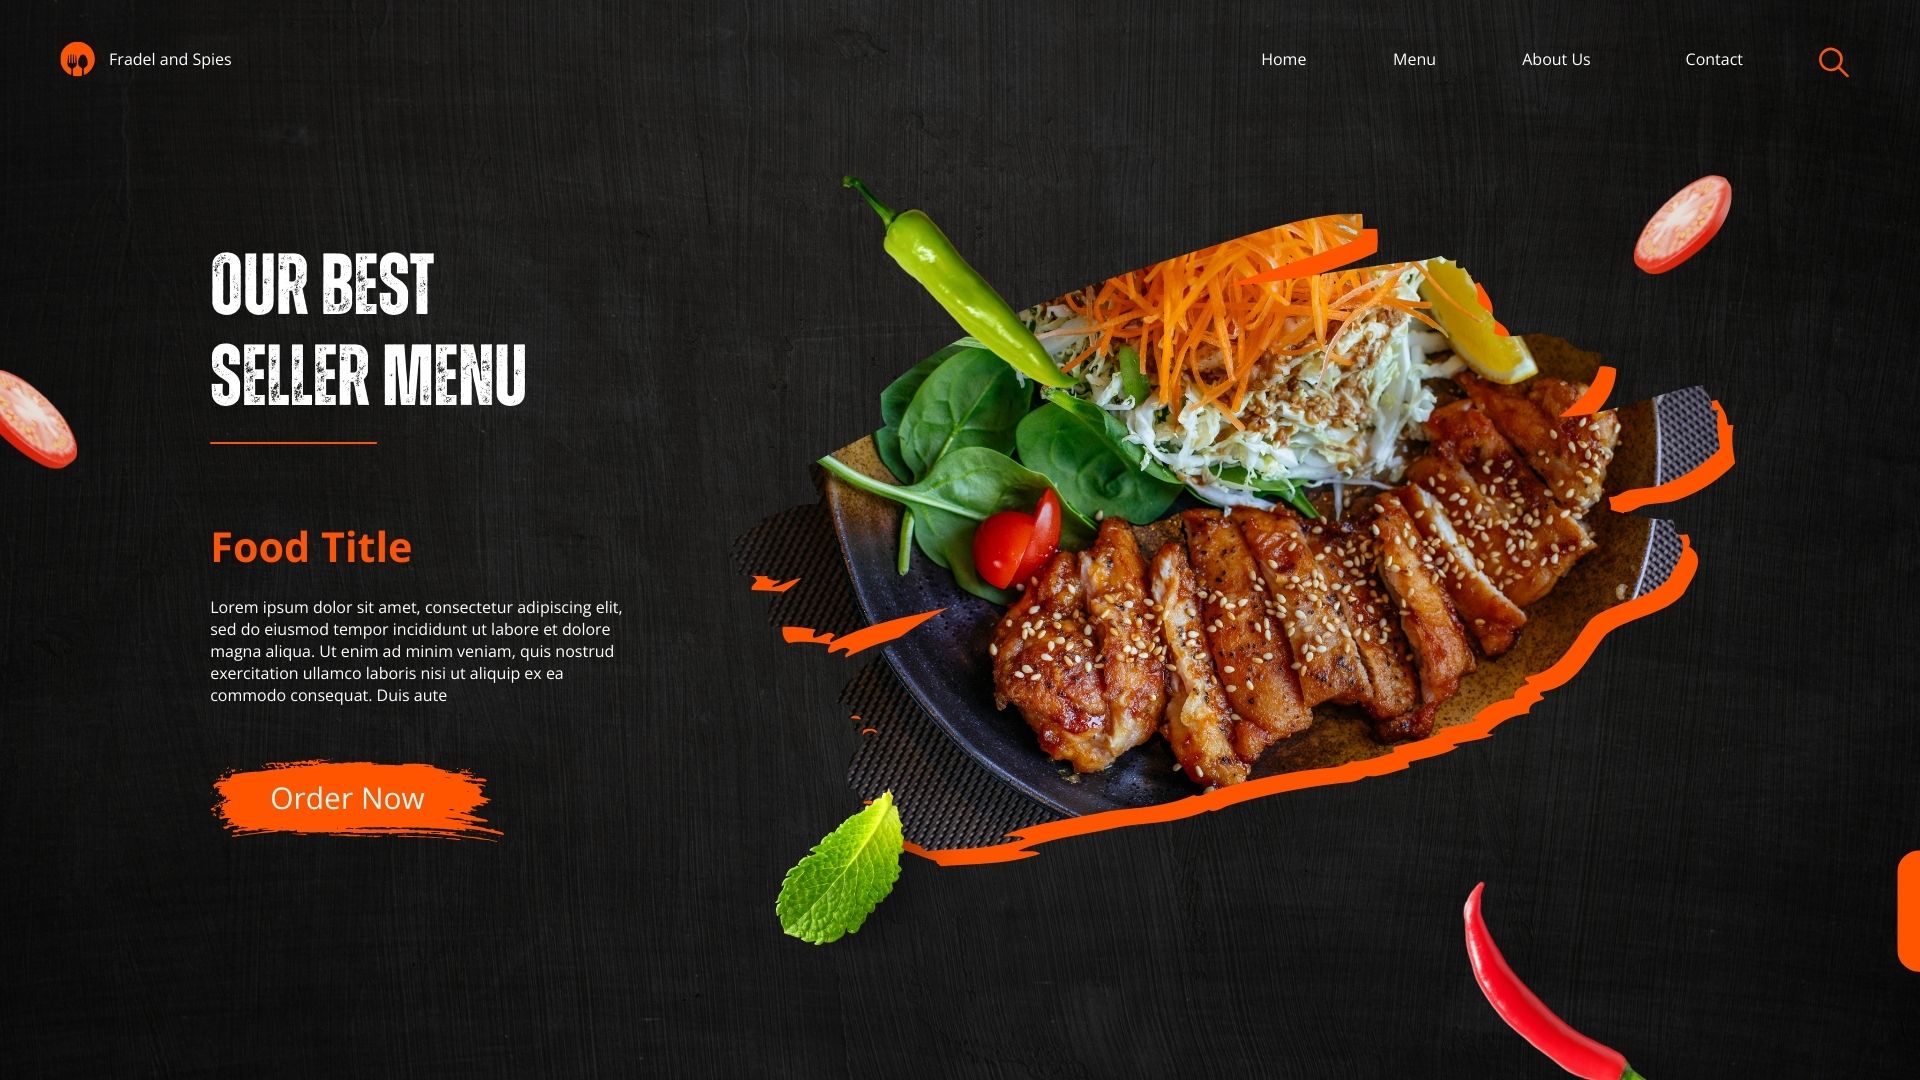 Fradel and Spies
Home
Menu
About Us
Contact
OUR BEST
SELLER MENU
Food Title
Lorem ipsum dolor sit amet, consectetur adipiscing elit,
sed do eiusmod tempor incididunt ut labore et dolore
magna aliqua. Ut enim ad minim veniam, quis nostrud
exercitation ullamco laboris nisi ut aliquip ex ea
commodo consequat. Duis aute
Order Now